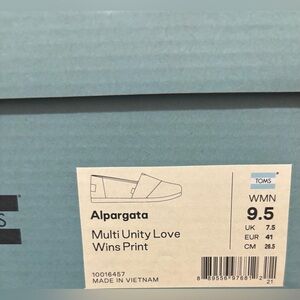 TOMS
WMN
9.5
UK 7.5
EUR 41
CM 26.5
Alpargata
Multi Unity Love
Wins Print
10016457
MADE IN VIETNAM
21